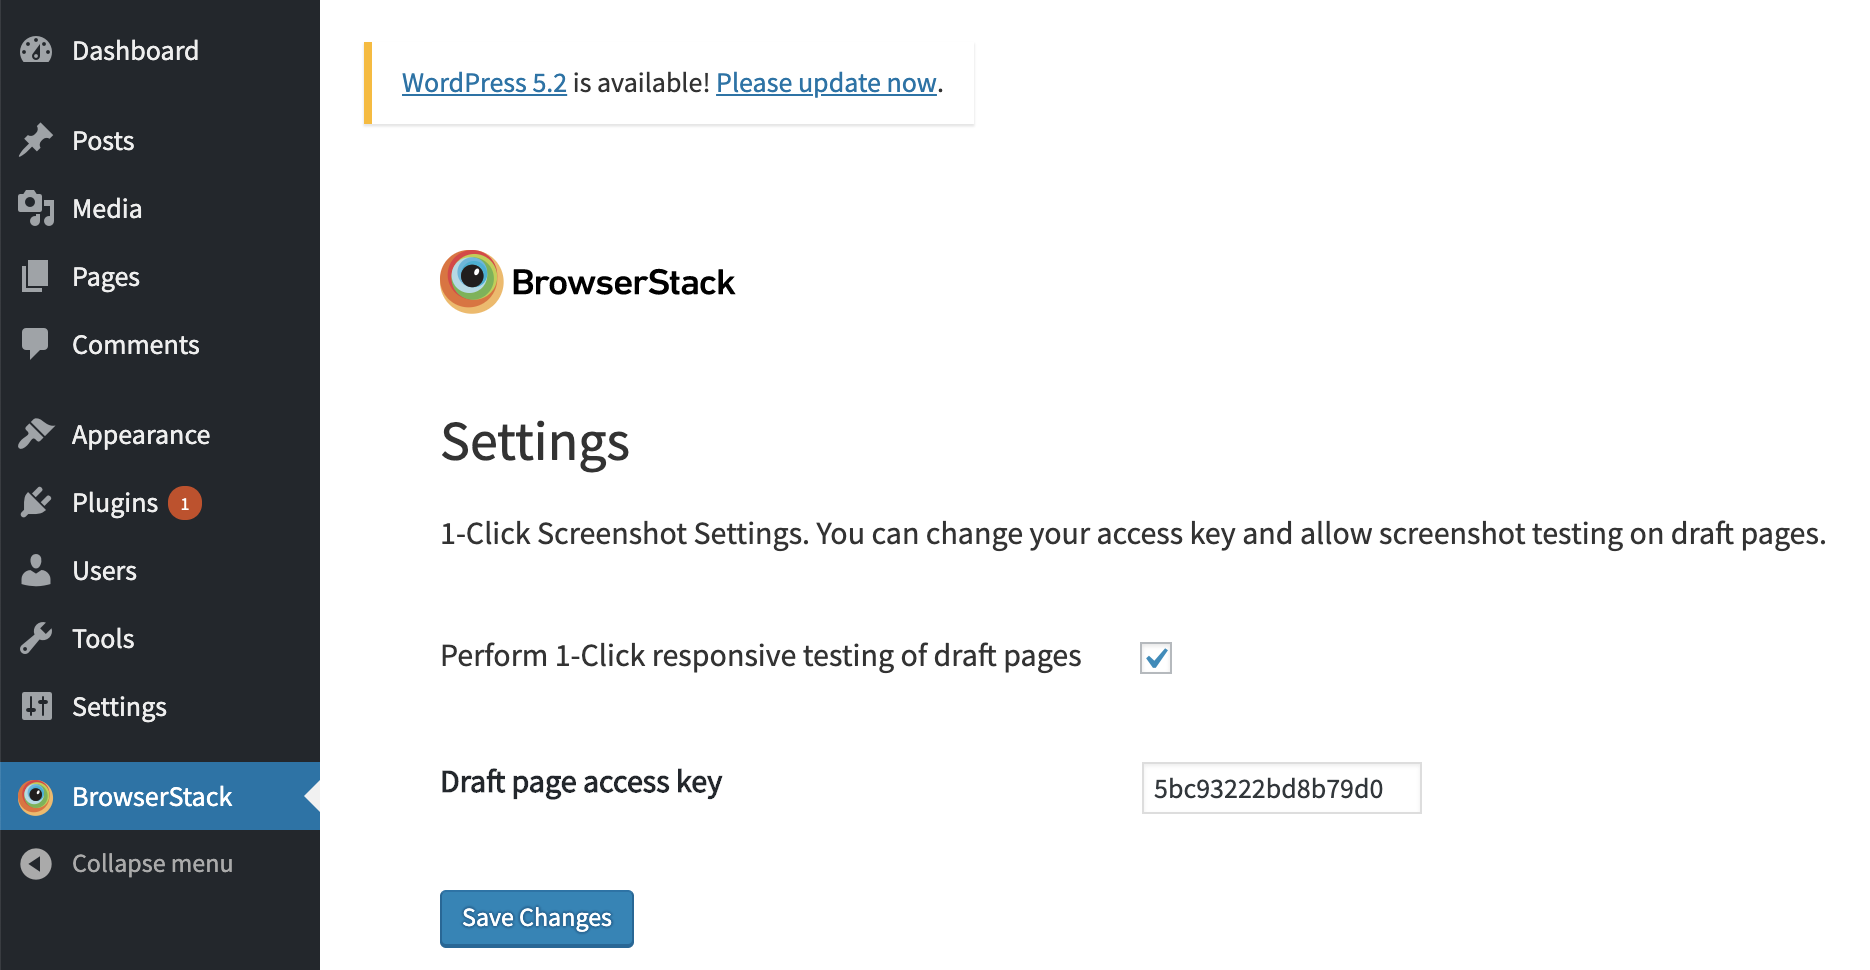 Dashboard
Posts
Media
Pages
Comments
Appearance
Plugins 1
Users
Tools
Settings
BrowserStack
Collapse menu
WordPress 5.2 is available! Please update now.
BrowserStack
Settings
1-Click Screenshot Settings. You can change your access key and allow screenshot testing on draft pages.
Perform 1-Click responsive testing of draft pages
Draft page access key
5bc93222bd8b79d0
Save Changes